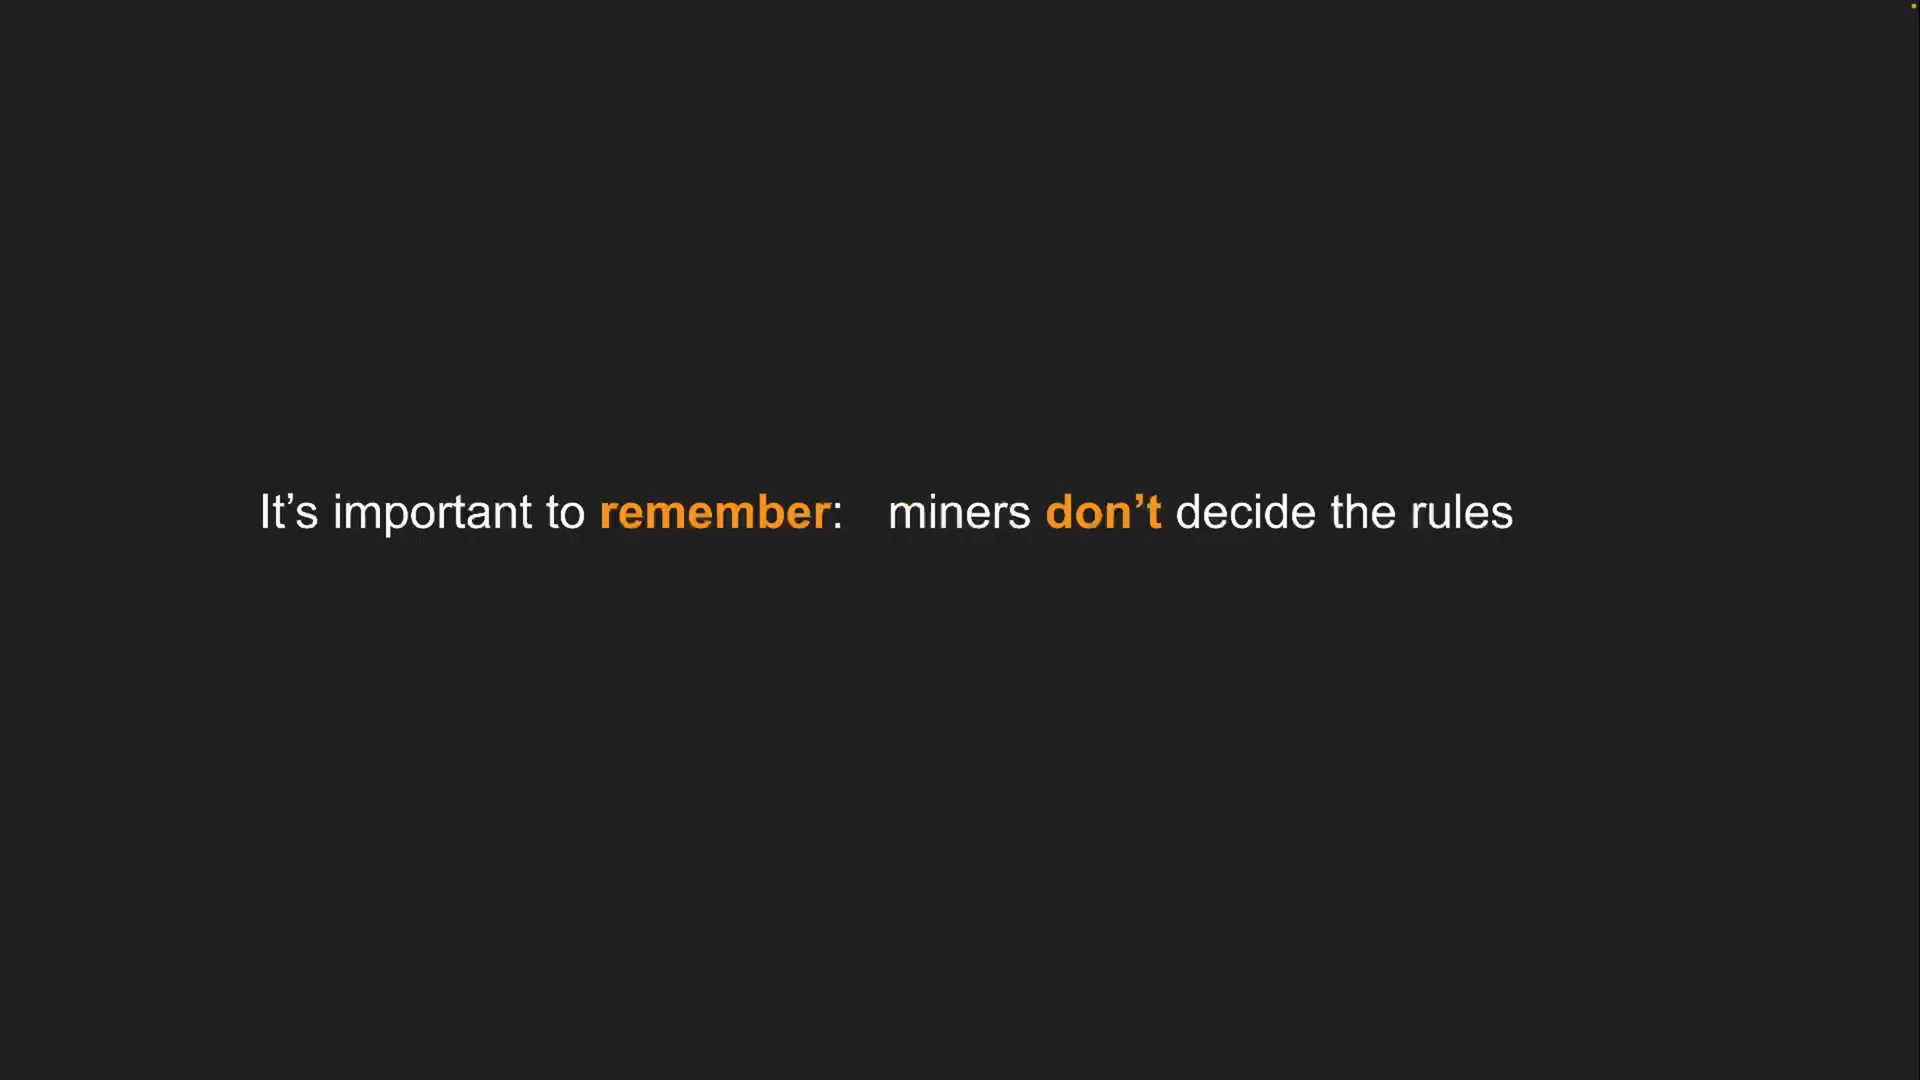 It’s important to remember: miners don’t decide the rules